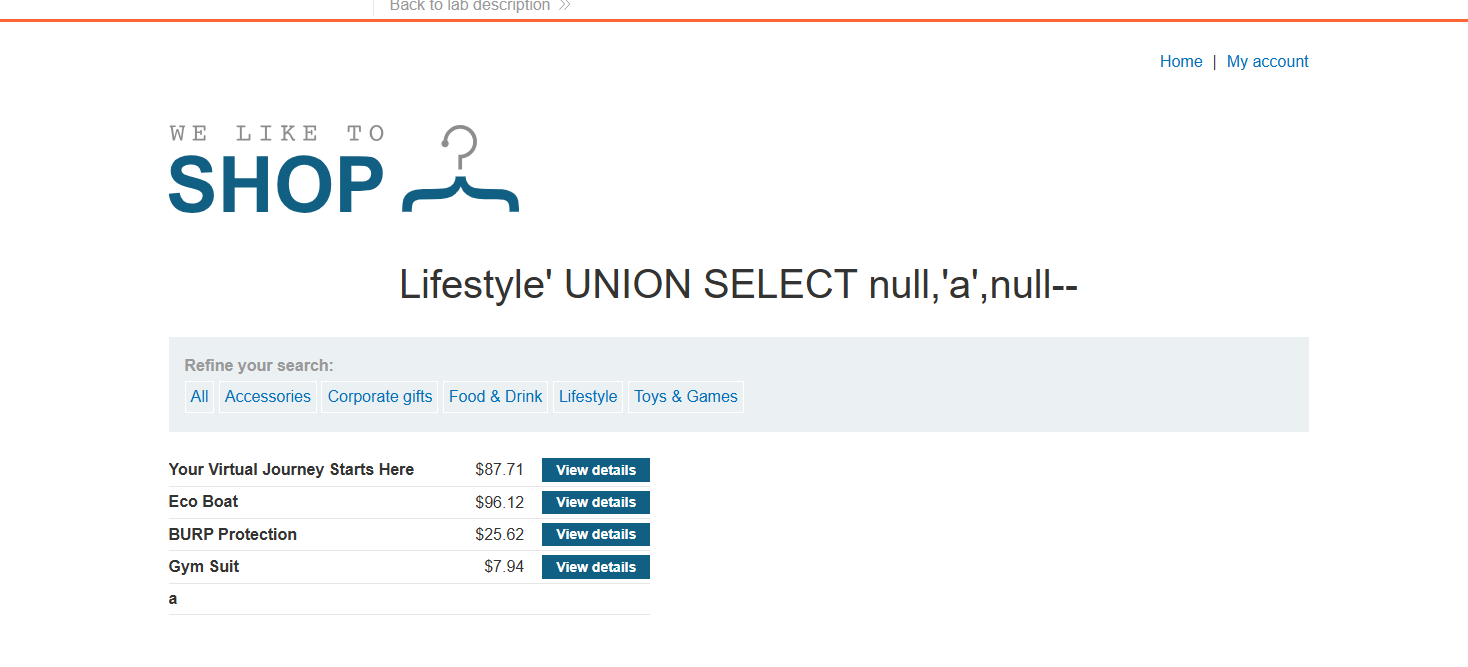 Back to lab description
Home | My account
WE LIKE TO
SHOP
Lifestyle' UNION SELECT null,'a',null--
Refine your search:
All Accessories Corporate gifts Food & Drink Lifestyle Toys & Games
Your Virtual Journey Starts Here $87.71 View details
Eco Boat $96.12 View details
BURP Protection $25.62 View details
Gym Suit $7.94 View details
a